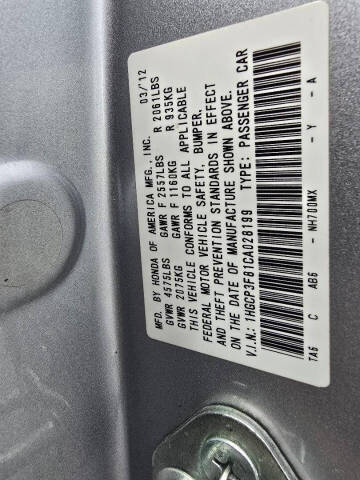 MFD. BY HONDA OF AMERICA MFG., INC. 03/'12
GVWR 4575LBS GAWR F 2557LBS R 2061LBS
GVWR 2075KG GAWR F 1160KG R 935KG
THIS VEHICLE CONFORMS TO ALL APPLICABLE
FEDERAL MOTOR VEHICLE SAFETY, BUMPER,
AND THEFT PREVENTION STANDARDS IN EFFECT
ON THE DATE OF MANUFACTURE SHOWN ABOVE.
V.I.N.: 1HGCP3F81CA028199 TYPE: PASSENGER CAR
TA6 C AB6 - NH700MX - Y - A